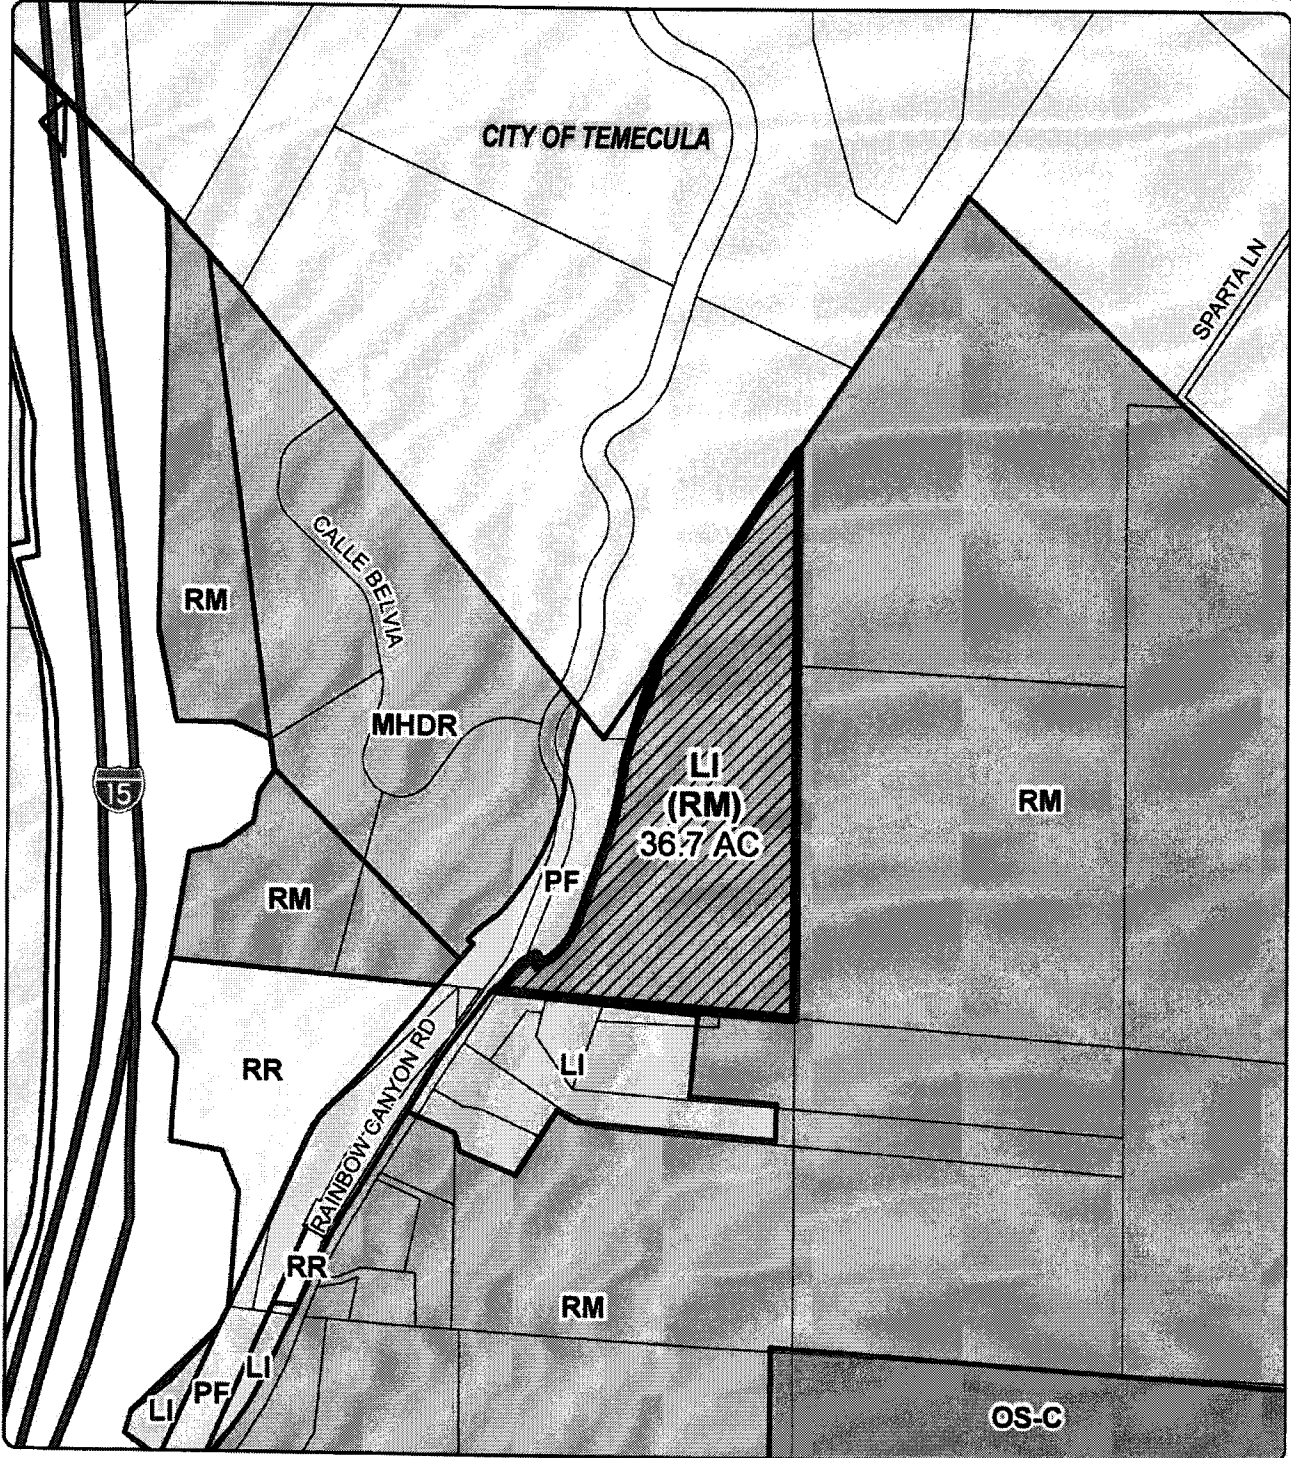 CITY OF TEMECULA
SPARTA LN
CALLE BELVIA
RM
MHDR
15
LI
(RM)
36.7 AC
RM
PF
RM
RR
RAINBOW CANYON RD
LI
RR
RM
LI
PF
LI
OS-C